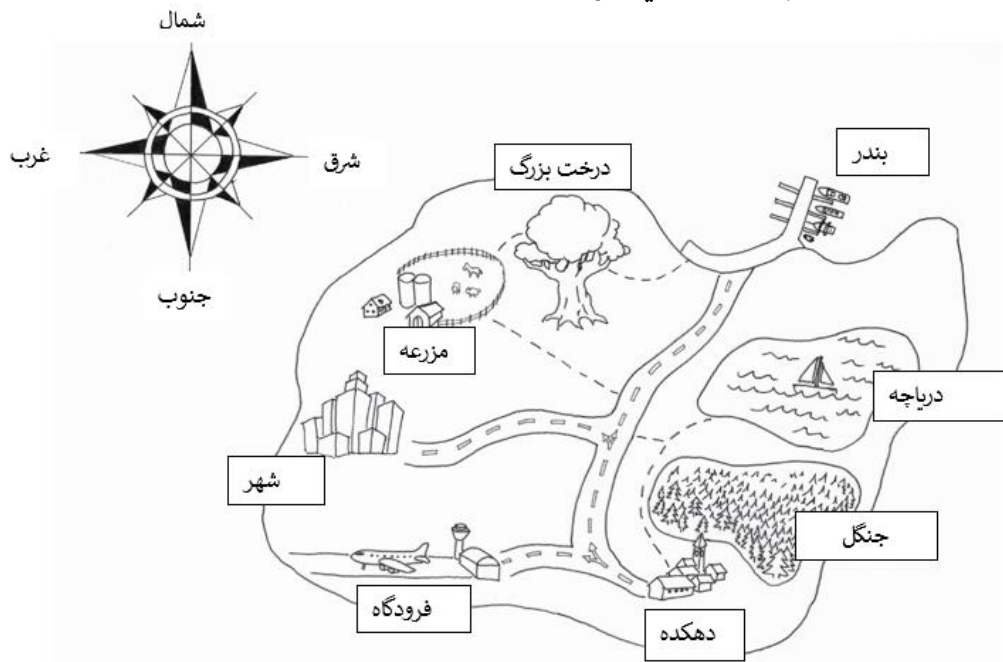 شمال
غرب
شرق
جنوب
بندر
درخت بزرگ
مزرعه
دریاچه
شهر
جنگل
فرودگاه
دهکده